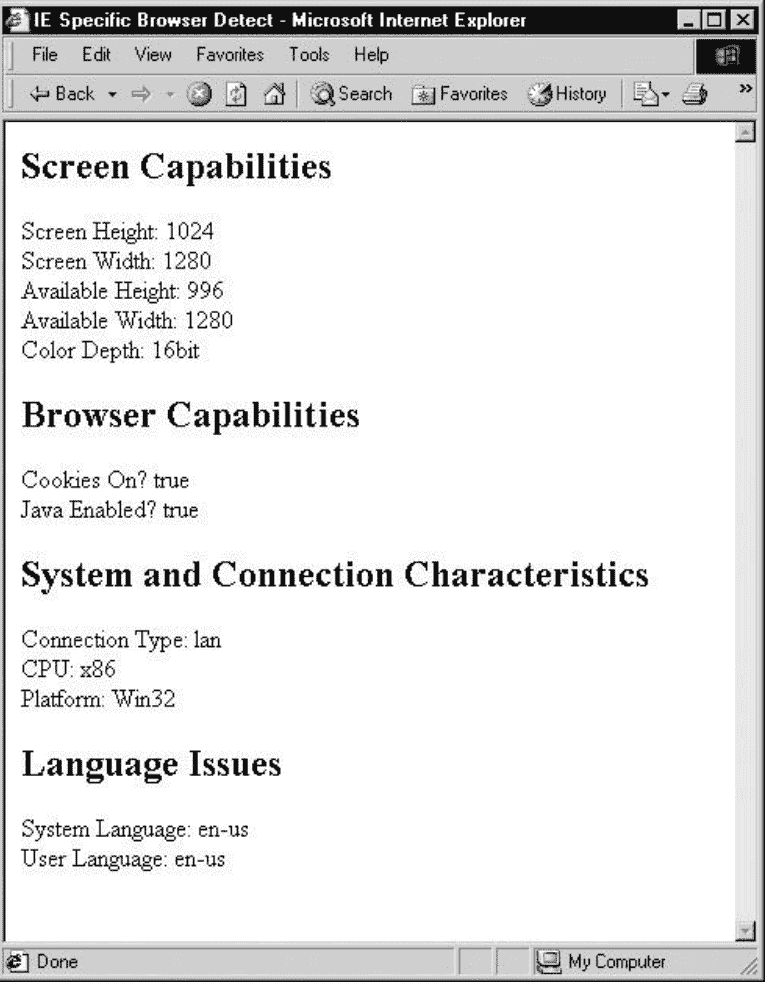 IE Specific Browser Detect - Microsoft Internet Explorer
File Edit View Favorites Tools Help
Back Search Favorites History »
Screen Capabilities
Screen Height: 1024
Screen Width: 1280
Available Height: 996
Available Width: 1280
Color Depth: 16bit
Browser Capabilities
Cookies On? true
Java Enabled? true
System and Connection Characteristics
Connection Type: lan
CPU: x86
Platform: Win32
Language Issues
System Language: en-us
User Language: en-us
Done My Computer